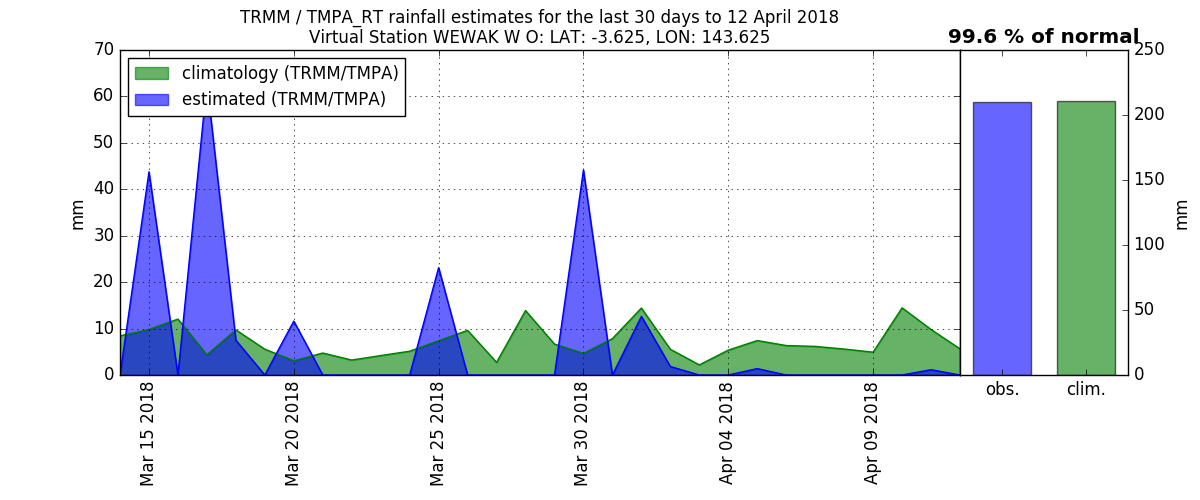 TRMM / TMPA_RT rainfall estimates for the last 30 days to 12 April 2018
Virtual Station WEWAK W O: LAT: -3.625, LON: 143.625
99.6 % of normal
climatology (TRMM/TMPA)
estimated (TRMM/TMPA)
70
60
50
40
30
20
10
0
mm
Mar 15 2018
Mar 20 2018
Mar 25 2018
Mar 30 2018
Apr 04 2018
Apr 09 2018
250
200
150
100
50
0
mm
obs.
clim.